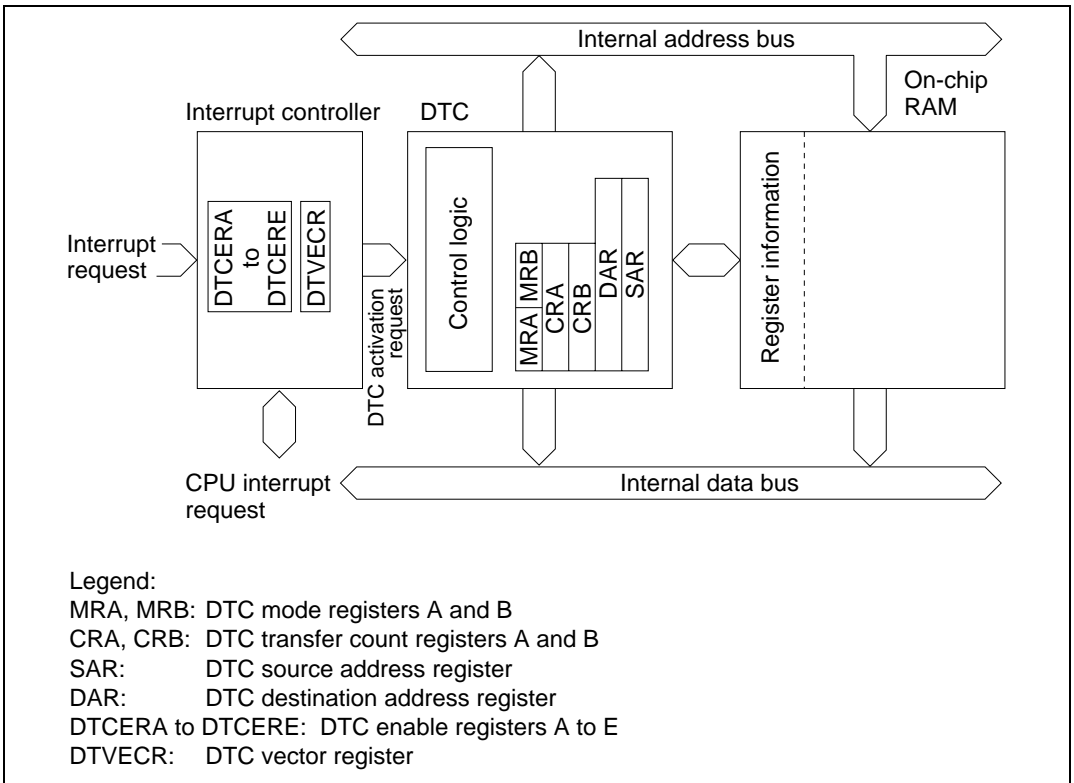 Internal address bus
On-chip
RAM
Interrupt controller
DTC
Interrupt
request
DTCERA
to
DTCERE
DTVECR
DTC activation
request
Control logic
MRA
MRB
CRA
CRB
DAR
SAR
Register information
CPU interrupt
request
Internal data bus
Legend:
MRA, MRB: DTC mode registers A and B
CRA, CRB: DTC transfer count registers A and B
SAR: DTC source address register
DAR: DTC destination address register
DTCERA to DTCERE: DTC enable registers A to E
DTVECR: DTC vector register